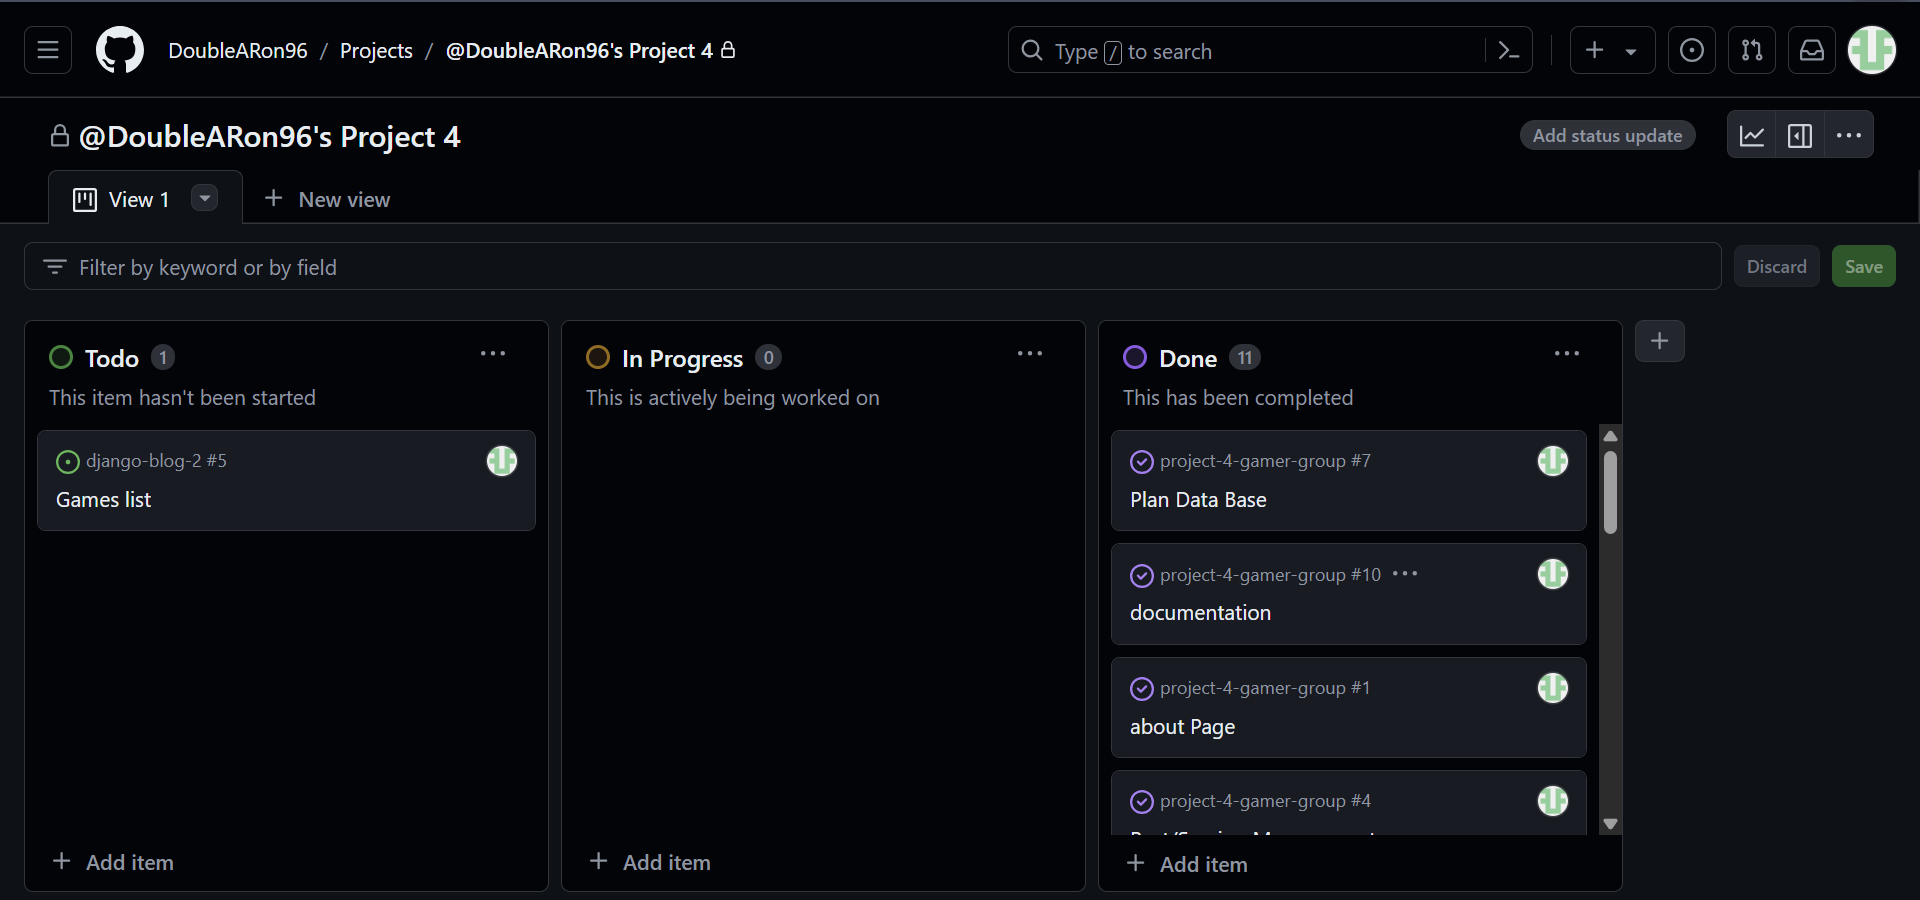 DoubleARon96 / Projects / @DoubleARon96's Project 4
Type / to search
@DoubleARon96's Project 4
Add status update
View 1
New view
Filter by keyword or by field
Discard
Save
Todo 1
This item hasn't been started
django-blog-2 #5
Games list
Add item
In Progress 0
This is actively being worked on
Add item
Done 11
This has been completed
project-4-gamer-group #7
Plan Data Base
project-4-gamer-group #10
documentation
project-4-gamer-group #1
about Page
project-4-gamer-group #4
Add item